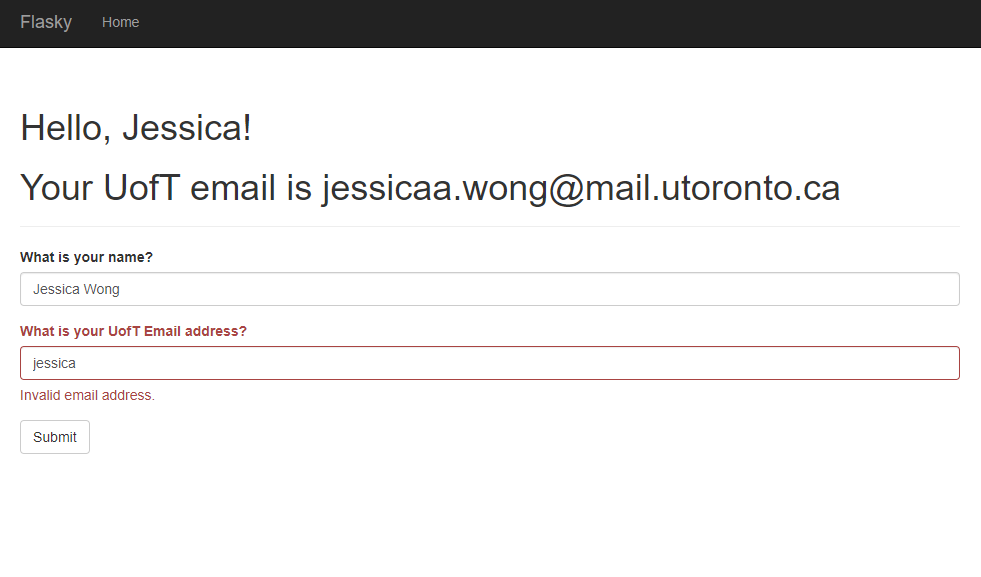 Flasky Home
Hello, Jessica!
Your UofT email is jessicaa.wong@mail.utoronto.ca
What is your name?
Jessica Wong
What is your UofT Email address?
jessica
Invalid email address.
Submit